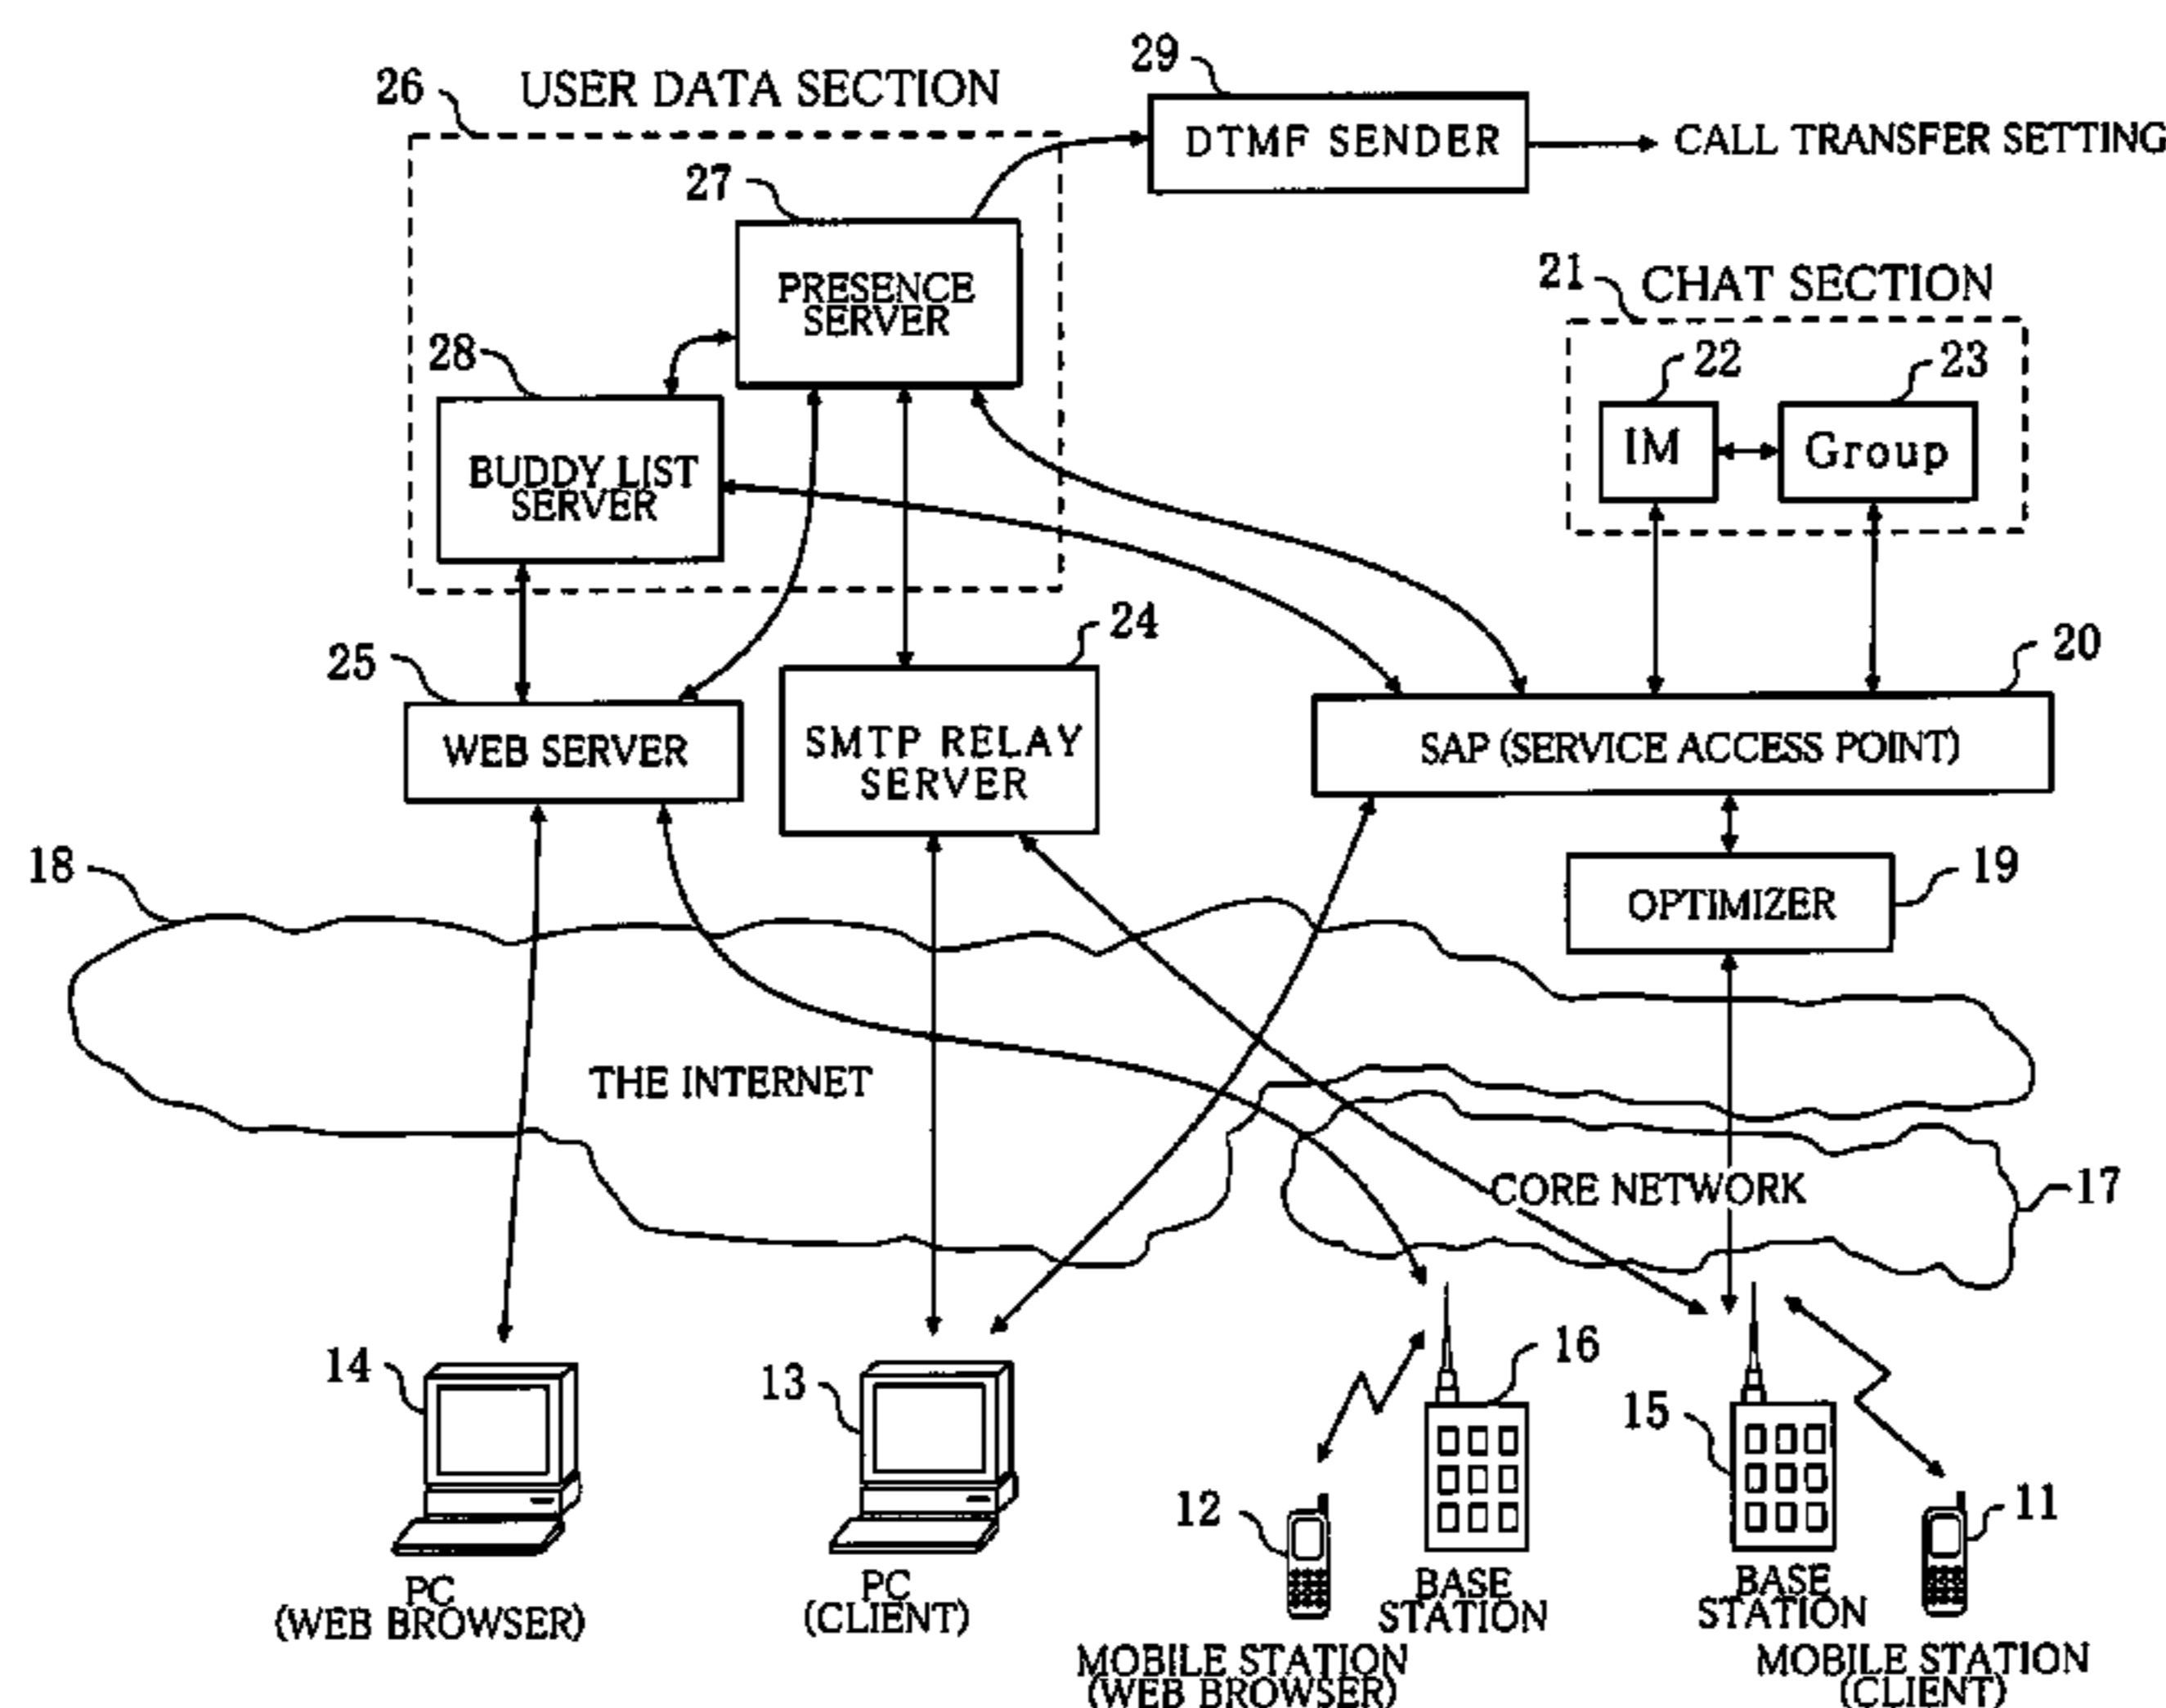 29
26
USER DATA SECTION
DTMF SENDER
CALL TRANSFER SETTING
27
PRESENCE
SERVER
21
CHAT SECTION
28
22
23
IM
Group
BUDDY LIST
SERVER
24
25
20
WEB SERVER
SMTP RELAY
SERVER
SAP (SERVICE ACCESS POINT)
18
19
OPTIMIZER
THE INTERNET
CORE NETWORK
17
14
13
16
15
12
11
PC
(WEB BROWSER)
PC
(CLIENT)
BASE
STATION
BASE
STATION
MOBILE STATION
(WEB BROWSER)
MOBILE STATION
(CLIENT)